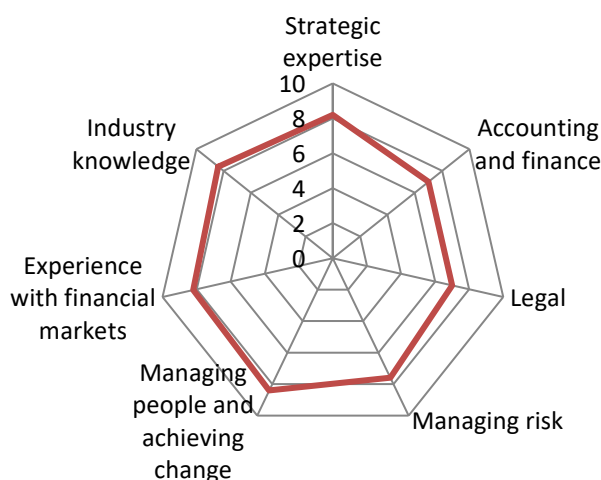 Strategic
expertise
10
8
6
4
2
0
Accounting
and finance
Legal
Managing risk
Managing
people and
achieving
change
Experience
with financial
markets
Industry
knowledge